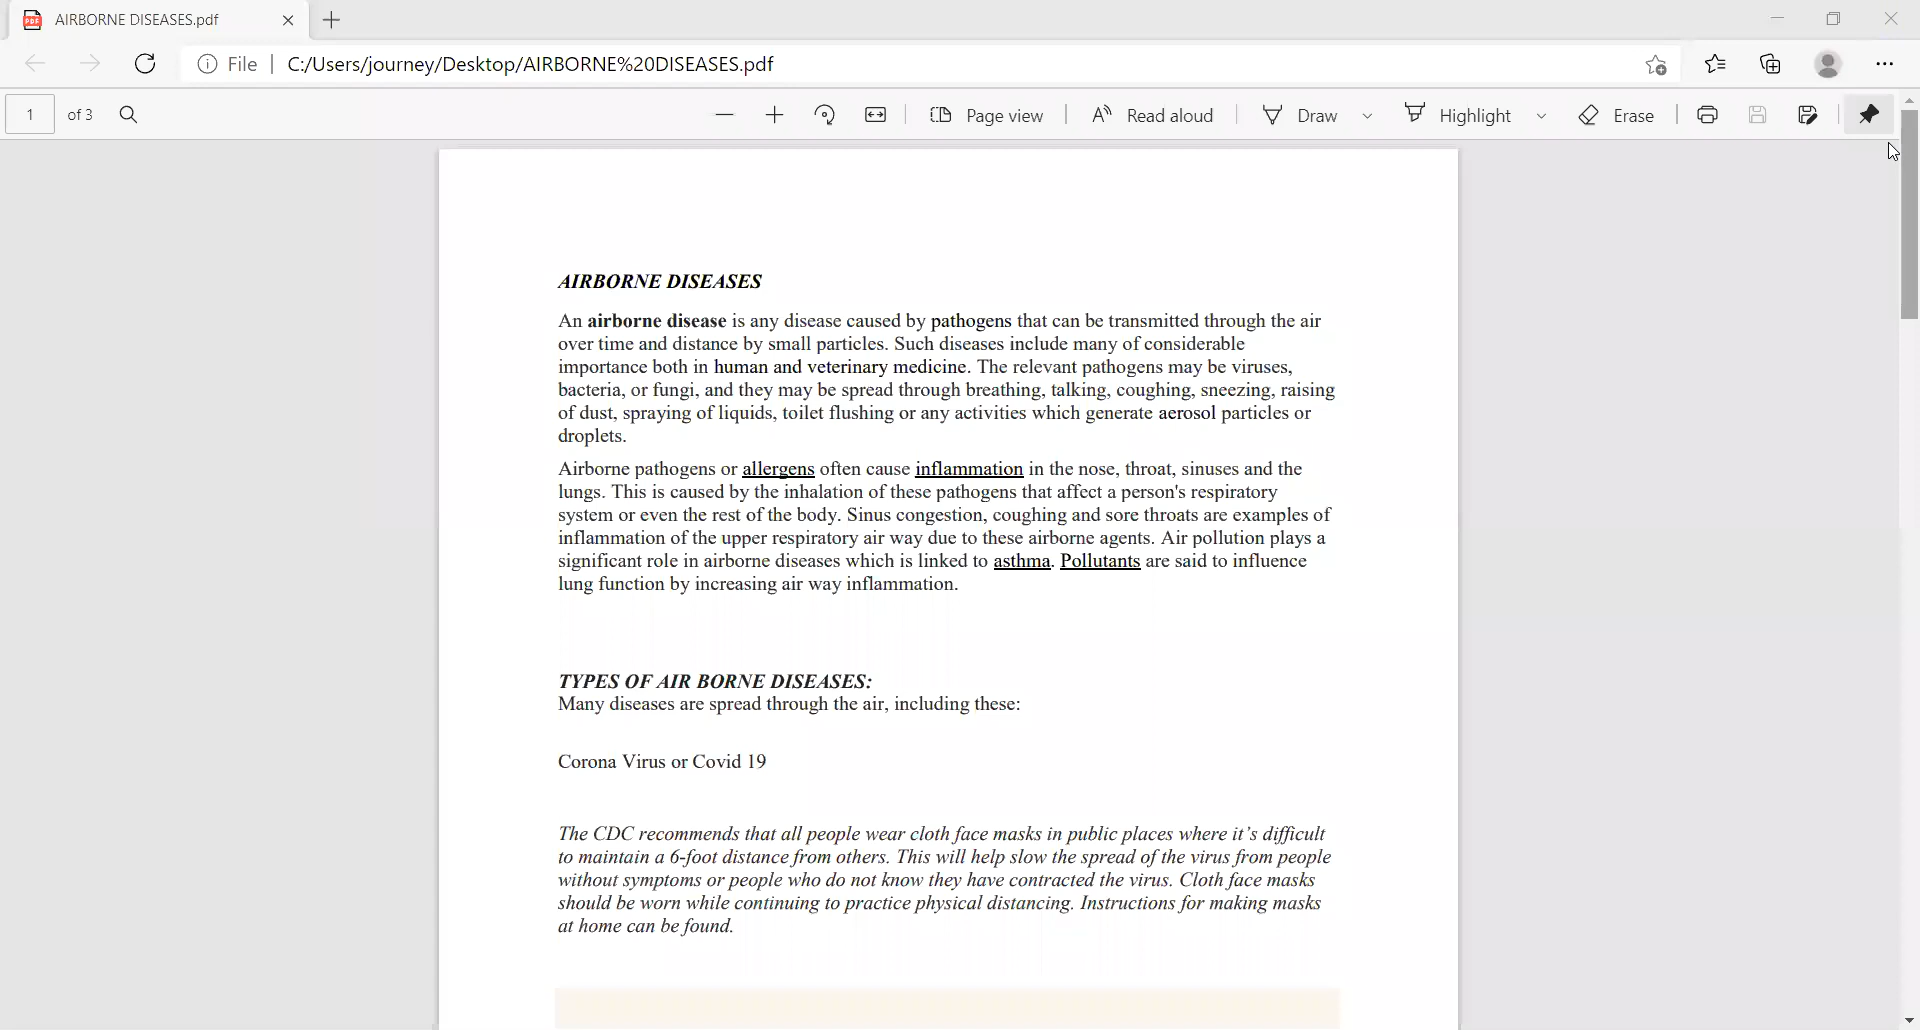 AIRBORNE DISEASES.pdf
File
C:/Users/journey/Desktop/AIRBORNE%20DISEASES.pdf
1 of 3
Page view
Read aloud
Draw
Highlight
Erase
AIRBORNE DISEASES
An airborne disease is any disease caused by pathogens that can be transmitted through the air
over time and distance by small particles. Such diseases include many of considerable
importance both in human and veterinary medicine. The relevant pathogens may be viruses,
bacteria, or fungi, and they may be spread through breathing, talking, coughing, sneezing, raising
of dust, spraying of liquids, toilet flushing or any activities which generate aerosol particles or
droplets.
Airborne pathogens or allergens often cause inflammation in the nose, throat, sinuses and the
lungs. This is caused by the inhalation of these pathogens that affect a person's respiratory
system or even the rest of the body. Sinus congestion, coughing and sore throats are examples of
inflammation of the upper respiratory air way due to these airborne agents. Air pollution plays a
significant role in airborne diseases which is linked to asthma. Pollutants are said to influence
lung function by increasing air way inflammation.
TYPES OF AIR BORNE DISEASES:
Many diseases are spread through the air, including these:
Corona Virus or Covid 19
The CDC recommends that all people wear cloth face masks in public places where it’s difficult
to maintain a 6-foot distance from others. This will help slow the spread of the virus from people
without symptoms or people who do not know they have contracted the virus. Cloth face masks
should be worn while continuing to practice physical distancing. Instructions for making masks
at home can be found.